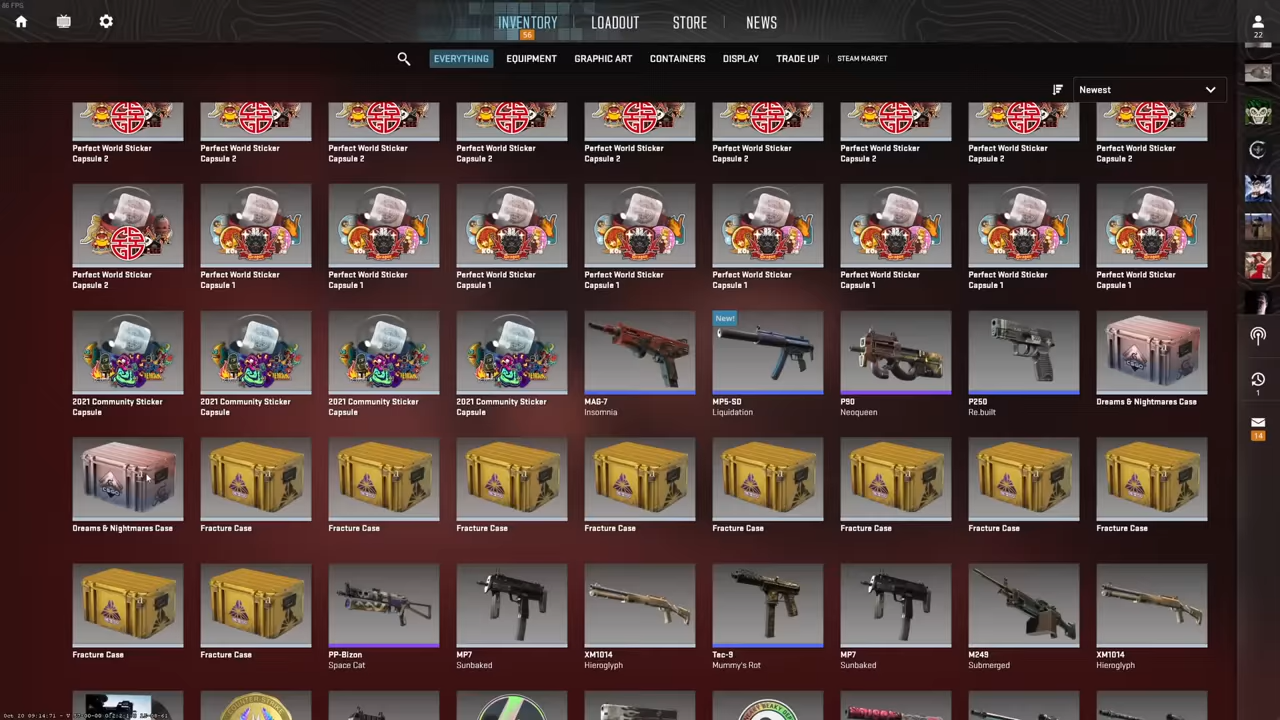 86 FPS
INVENTORY
56
LOADOUT
STORE
NEWS
22
EVERYTHING
EQUIPMENT
GRAPHIC ART
CONTAINERS
DISPLAY
TRADE UP
STEAM MARKET
Newest
Perfect World Sticker
Capsule 2
Perfect World Sticker
Capsule 2
Perfect World Sticker
Capsule 2
Perfect World Sticker
Capsule 2
Perfect World Sticker
Capsule 2
Perfect World Sticker
Capsule 2
Perfect World Sticker
Capsule 2
Perfect World Sticker
Capsule 2
Perfect World Sticker
Capsule 2
Perfect World Sticker
Capsule 2
Perfect World Sticker
Capsule 1
Perfect World Sticker
Capsule 1
Perfect World Sticker
Capsule 1
Perfect World Sticker
Capsule 1
Perfect World Sticker
Capsule 1
Perfect World Sticker
Capsule 1
Perfect World Sticker
Capsule 1
Perfect World Sticker
Capsule 1
2021 Community Sticker
Capsule
2021 Community Sticker
Capsule
2021 Community Sticker
Capsule
2021 Community Sticker
Capsule
MAG-7
Insomnia
New!
MP5-SD
Liquidation
P90
Neoqueen
P250
Re.built
Dreams & Nightmares Case
1
14
Dreams & Nightmares Case
Fracture Case
Fracture Case
Fracture Case
Fracture Case
Fracture Case
Fracture Case
Fracture Case
Fracture Case
Fracture Case
Fracture Case
PP-Bizon
Space Cat
MP7
Sunbaked
XM1014
Hieroglyph
Tec-9
Mummy's Rot
MP7
Sunbaked
M249
Submerged
XM1014
Hieroglyph